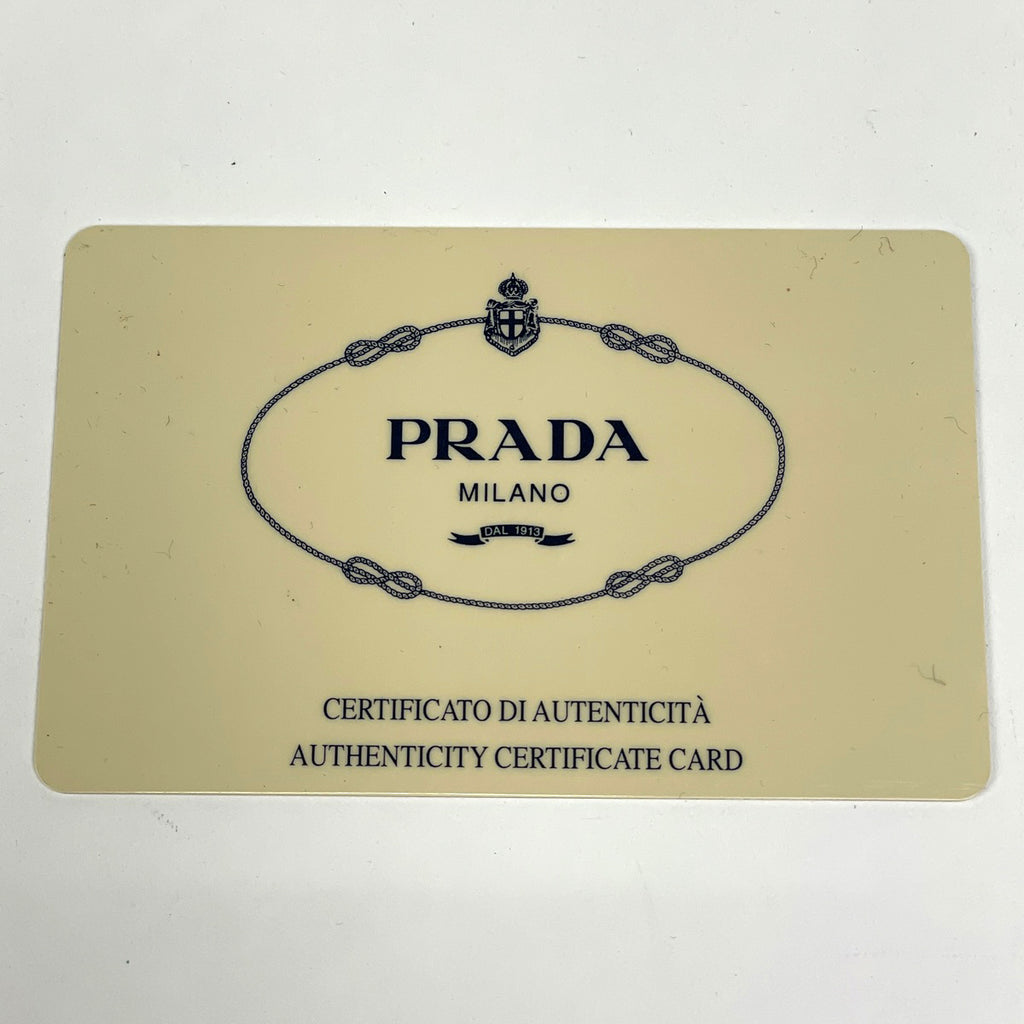 PRADA
MILANO
DAL 1913
CERTIFICATO DI AUTENTICITÀ
AUTHENTICITY CERTIFICATE CARD